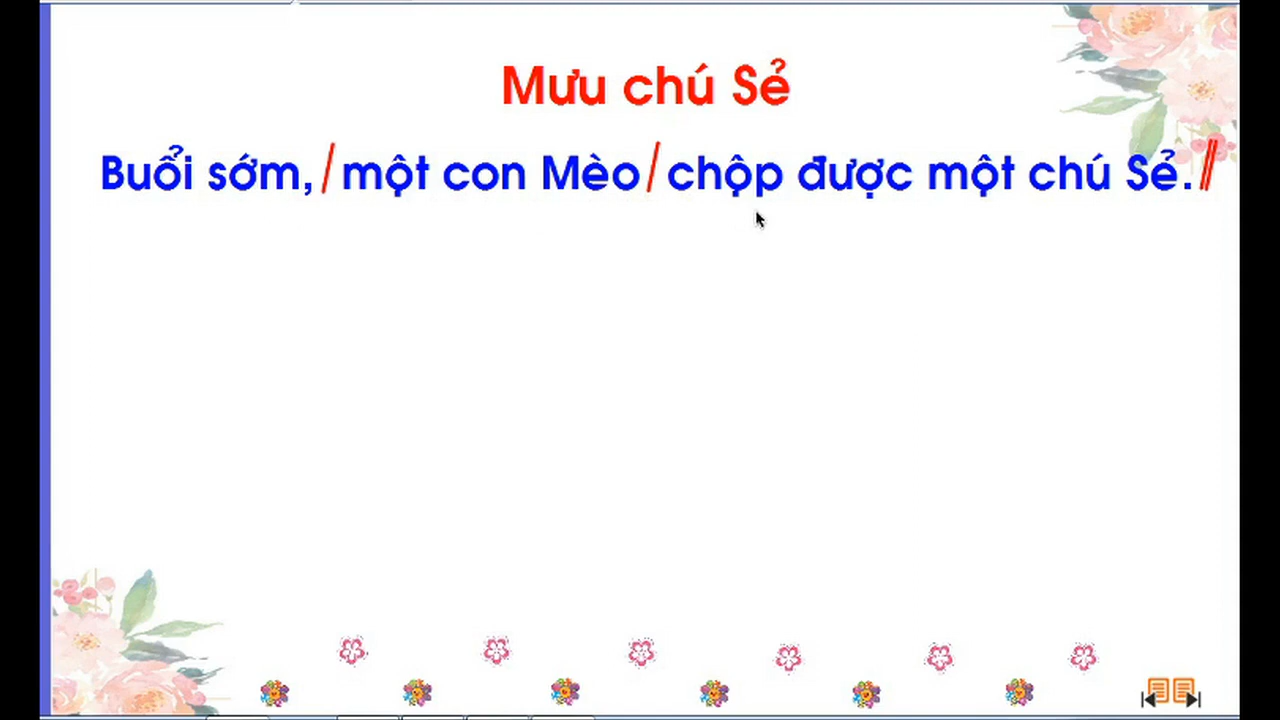 Mưu chú Sẻ
Buổi sớm,/ một con Mèo/ chộp được một chú Sẻ.//